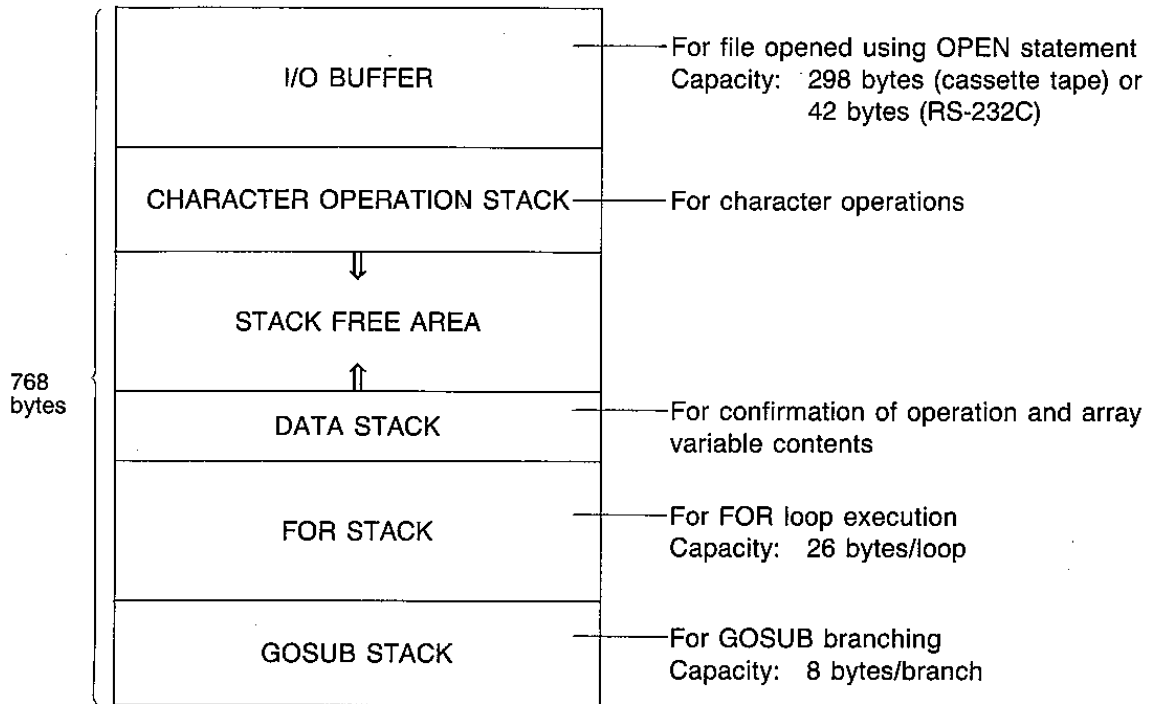 768
bytes
I/O BUFFER
For file opened using OPEN statement
Capacity: 298 bytes (cassette tape) or
42 bytes (RS-232C)
CHARACTER OPERATION STACK
For character operations
STACK FREE AREA
DATA STACK
For confirmation of operation and array
variable contents
FOR STACK
For FOR loop execution
Capacity: 26 bytes/loop
GOSUB STACK
For GOSUB branching
Capacity: 8 bytes/branch